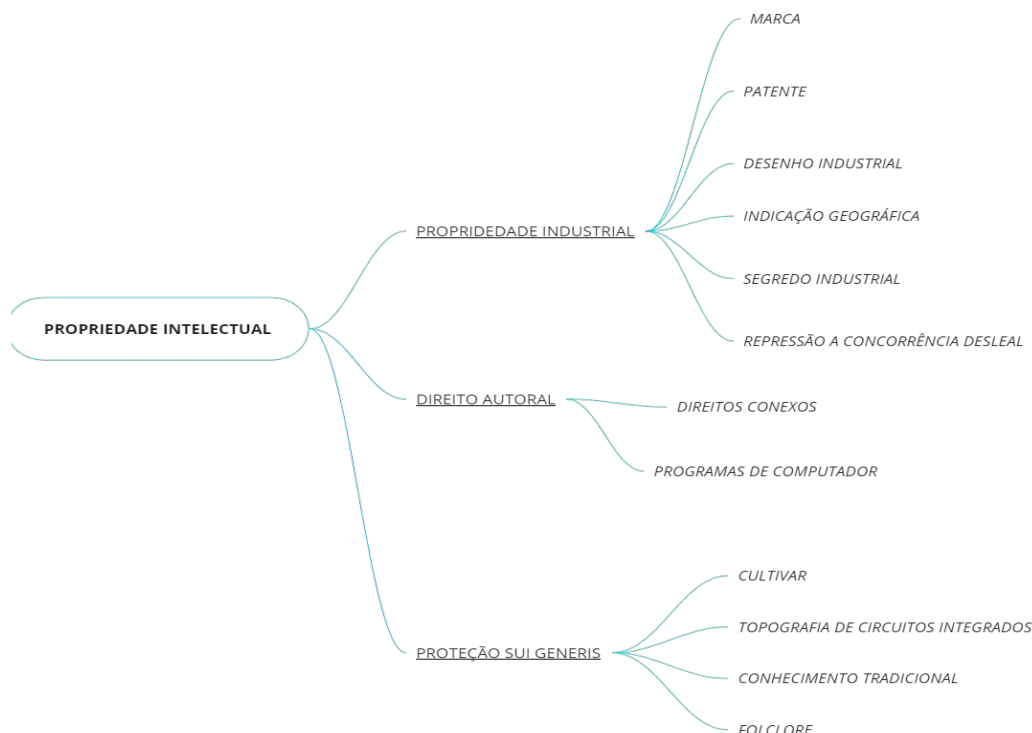 PROPRIEDADE INTELECTUAL
PROPRIDEDADE INDUSTRIAL
MARCA
PATENTE
DESENHO INDUSTRIAL
INDICAÇÃO GEOGRÁFICA
SEGREDO INDUSTRIAL
REPRESSÃO A CONCORRÊNCIA DESLEAL
DIREITO AUTORAL
DIREITOS CONEXOS
PROGRAMAS DE COMPUTADOR
PROTEÇÃO SUI GENERIS
CULTIVAR
TOPOGRAFIA DE CIRCUITOS INTEGRADOS
CONHECIMENTO TRADICIONAL
FOLCLORE